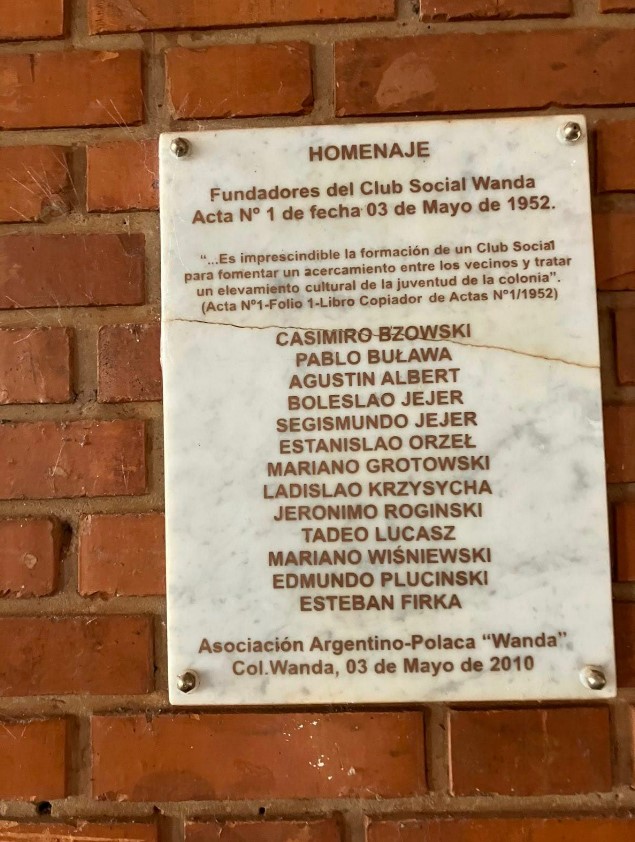 HOMENAJE
Fundadores del Club Social Wanda
Acta Nº 1 de fecha 03 de Mayo de 1952.
"...Es imprescindible la formación de un Club Social
para fomentar un acercamiento entre los vecinos y tratar
un elevamiento cultural de la juventud de la colonia".
(Acta Nº1-Folio 1-Libro Copiador de Actas Nº1/1952)
CASIMIRO BZOWSKI
PABLO BUŁAWA
AGUSTIN ALBERT
BOLESLAO JEJER
SEGISMUNDO JEJER
ESTANISLAO ORZEŁ
MARIANO GROTOWSKI
LADISLAO KRZYSYCHA
JERONIMO ROGINSKI
TADEO LUCASZ
MARIANO WIŚNIEWSKI
EDMUNDO PLUCINSKI
ESTEBAN FIRKA
Asociación Argentino-Polaca "Wanda"
Col.Wanda, 03 de Mayo de 2010